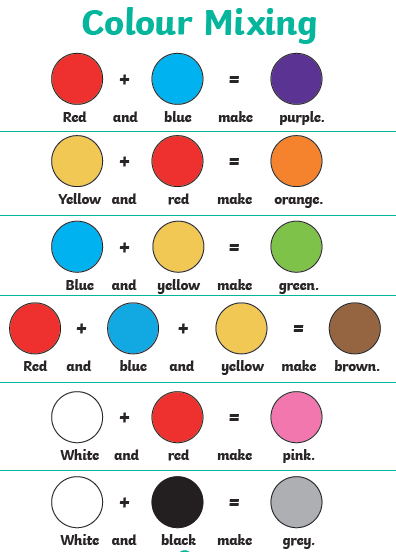 Colour Mixing
+ =
Red and blue make purple.
+ =
Yellow and red make orange.
+ =
Blue and yellow make green.
+ + =
Red and blue and yellow make brown.
+ =
White and red make pink.
+ =
White and black make grey.